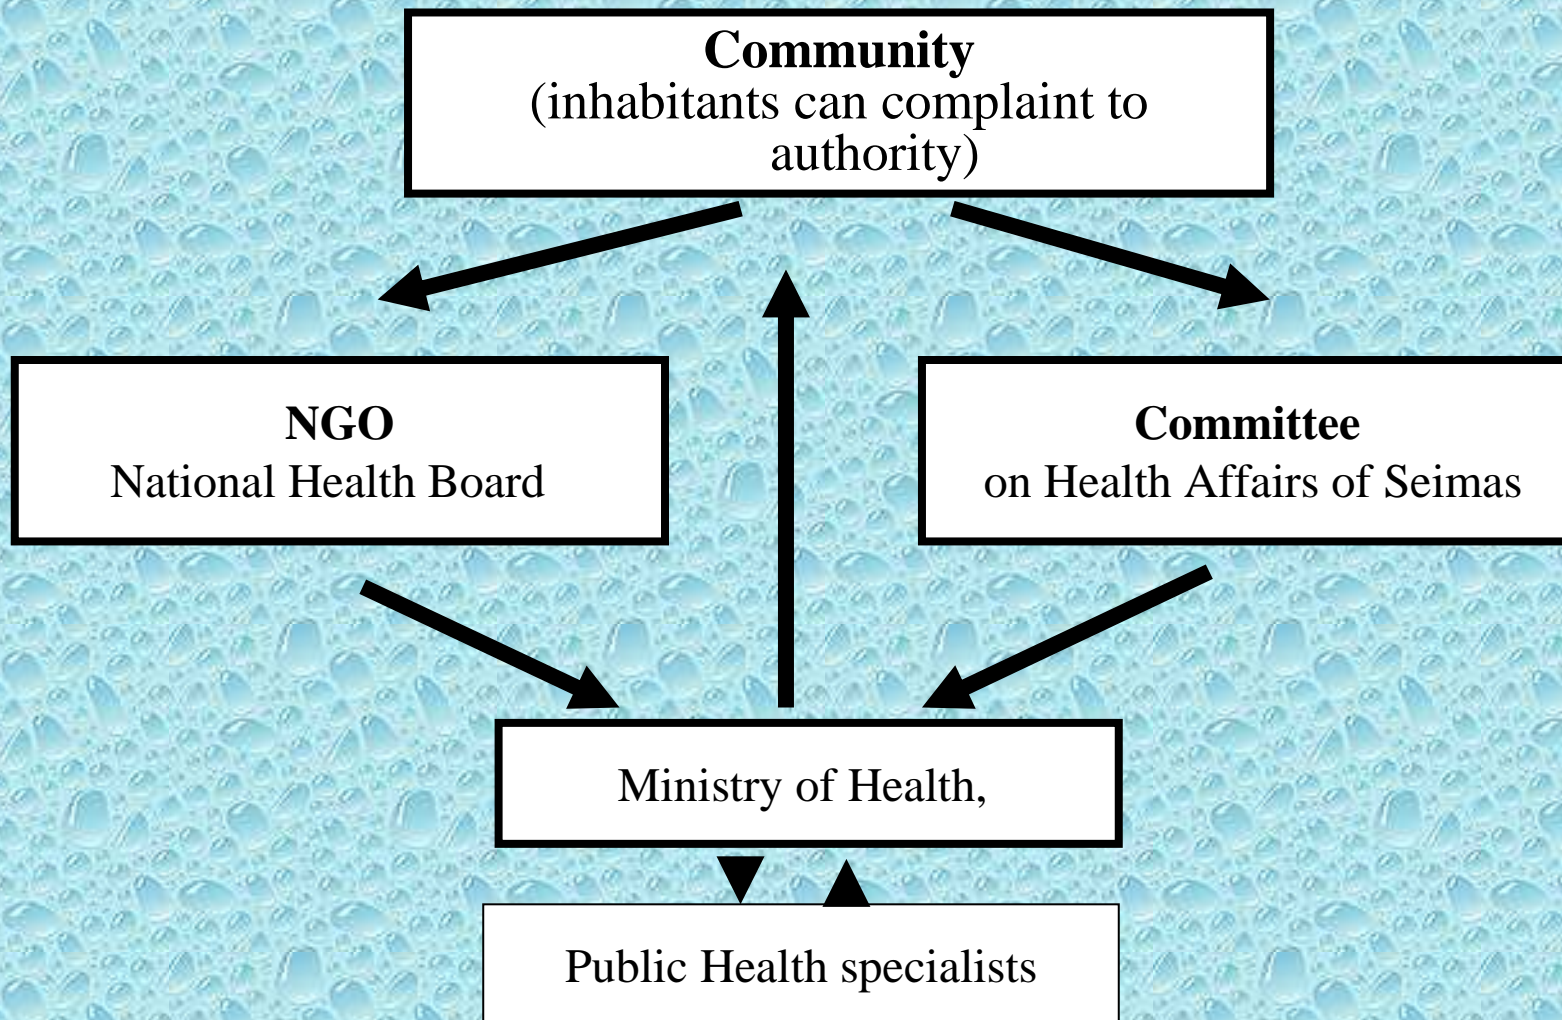 Community
(inhabitants can complaint to
authority)
NGO
National Health Board
Committee
on Health Affairs of Seimas
Ministry of Health,
Public Health specialists